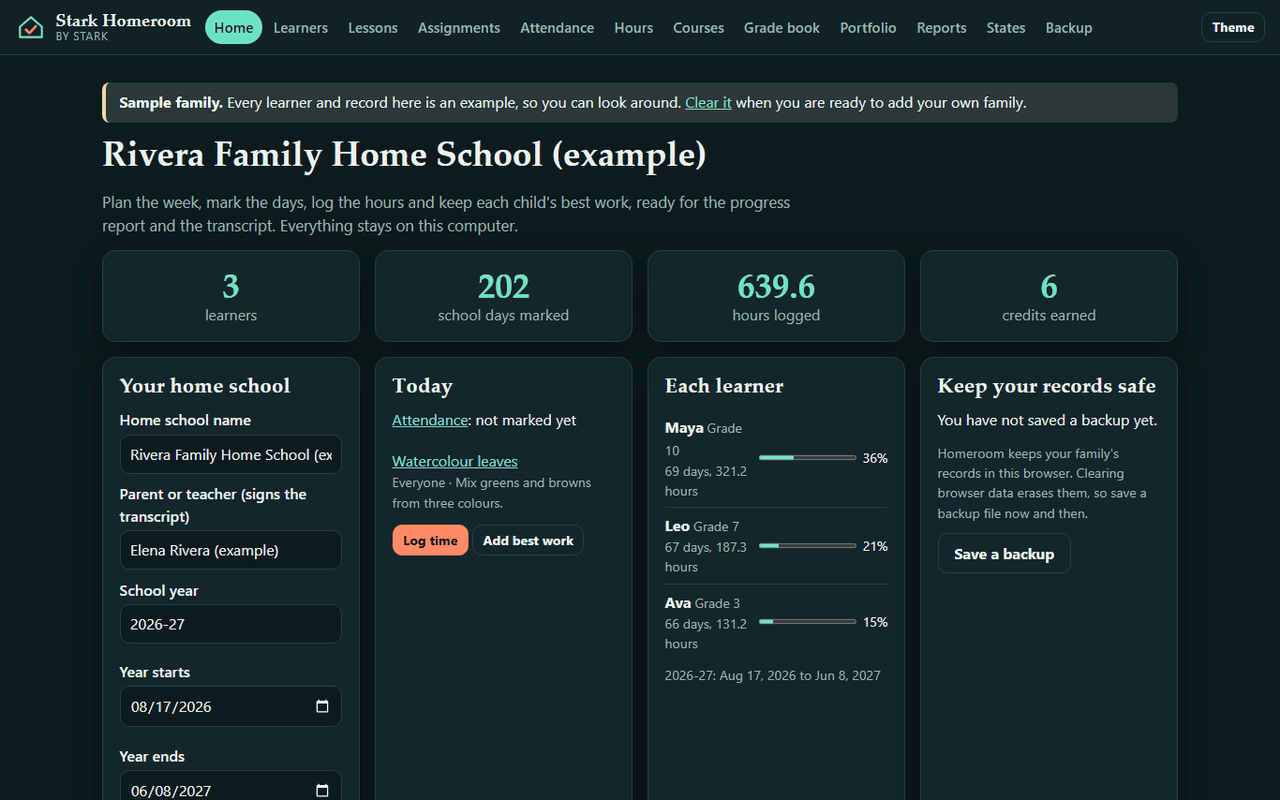 Stark Homeroom
BY STARK
Home
Learners
Lessons
Assignments
Attendance
Hours
Courses
Grade book
Portfolio
Reports
States
Backup
Theme
Sample family. Every learner and record here is an example, so you can look around. Clear it when you are ready to add your own family.
Rivera Family Home School (example)
Plan the week, mark the days, log the hours and keep each child's best work, ready for the progress
report and the transcript. Everything stays on this computer.
3
learners
202
school days marked
639.6
hours logged
6
credits earned
Your home school
Home school name
Rivera Family Home School (ex
Parent or teacher (signs the
transcript)
Elena Rivera (example)
School year
2026-27
Year starts
08/17/2026
Year ends
06/08/2027
Today
Attendance: not marked yet
Watercolour leaves
Everyone · Mix greens and browns
from three colours.
Log time
Add best work
Each learner
Maya Grade
10
69 days, 321.2
hours
36%
Leo Grade 7
67 days, 187.3
hours
21%
Ava Grade 3
66 days, 131.2
hours
15%
2026-27: Aug 17, 2026 to Jun 8, 2027
Keep your records safe
You have not saved a backup yet.
Homeroom keeps your family's
records in this browser. Clearing
browser data erases them, so save a
backup file now and then.
Save a backup